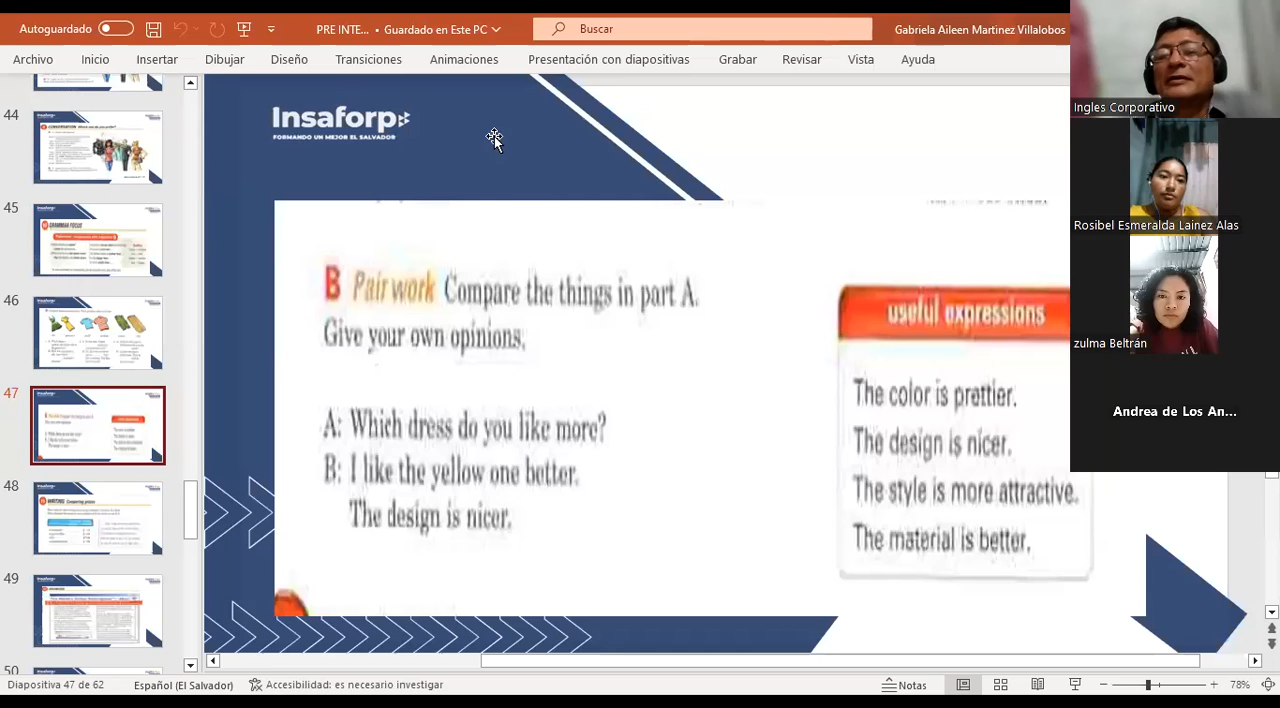 Autoguardado
PRE INTE... • Guardado en Este PC
Buscar
Gabriela Aileen Martinez Villalobos
Archivo Inicio Insertar Dibujar Diseño Transiciones Animaciones Presentación con diapositivas Grabar Revisar Vista Ayuda
Ingles Corporativo
Rosibel Esmeralda Lainez Alas
zulma Beltrán
Andrea de Los An...
44
45
GRAMMAR FOCUS
46
47
48
WRITING
49
50
Insaforp
FORMANDO UN MEJOR EL SALVADOR
B Pair work Compare the things in part A.
Give your own opinions.
A: Which dress do you like more?
B: I like the yellow one better.
The design is nicer.
useful expressions
The color is prettier.
The design is nicer.
The style is more attractive.
The material is better.
Diapositiva 47 de 62
Español (El Salvador)
Accesibilidad: es necesario investigar
Notas
78%